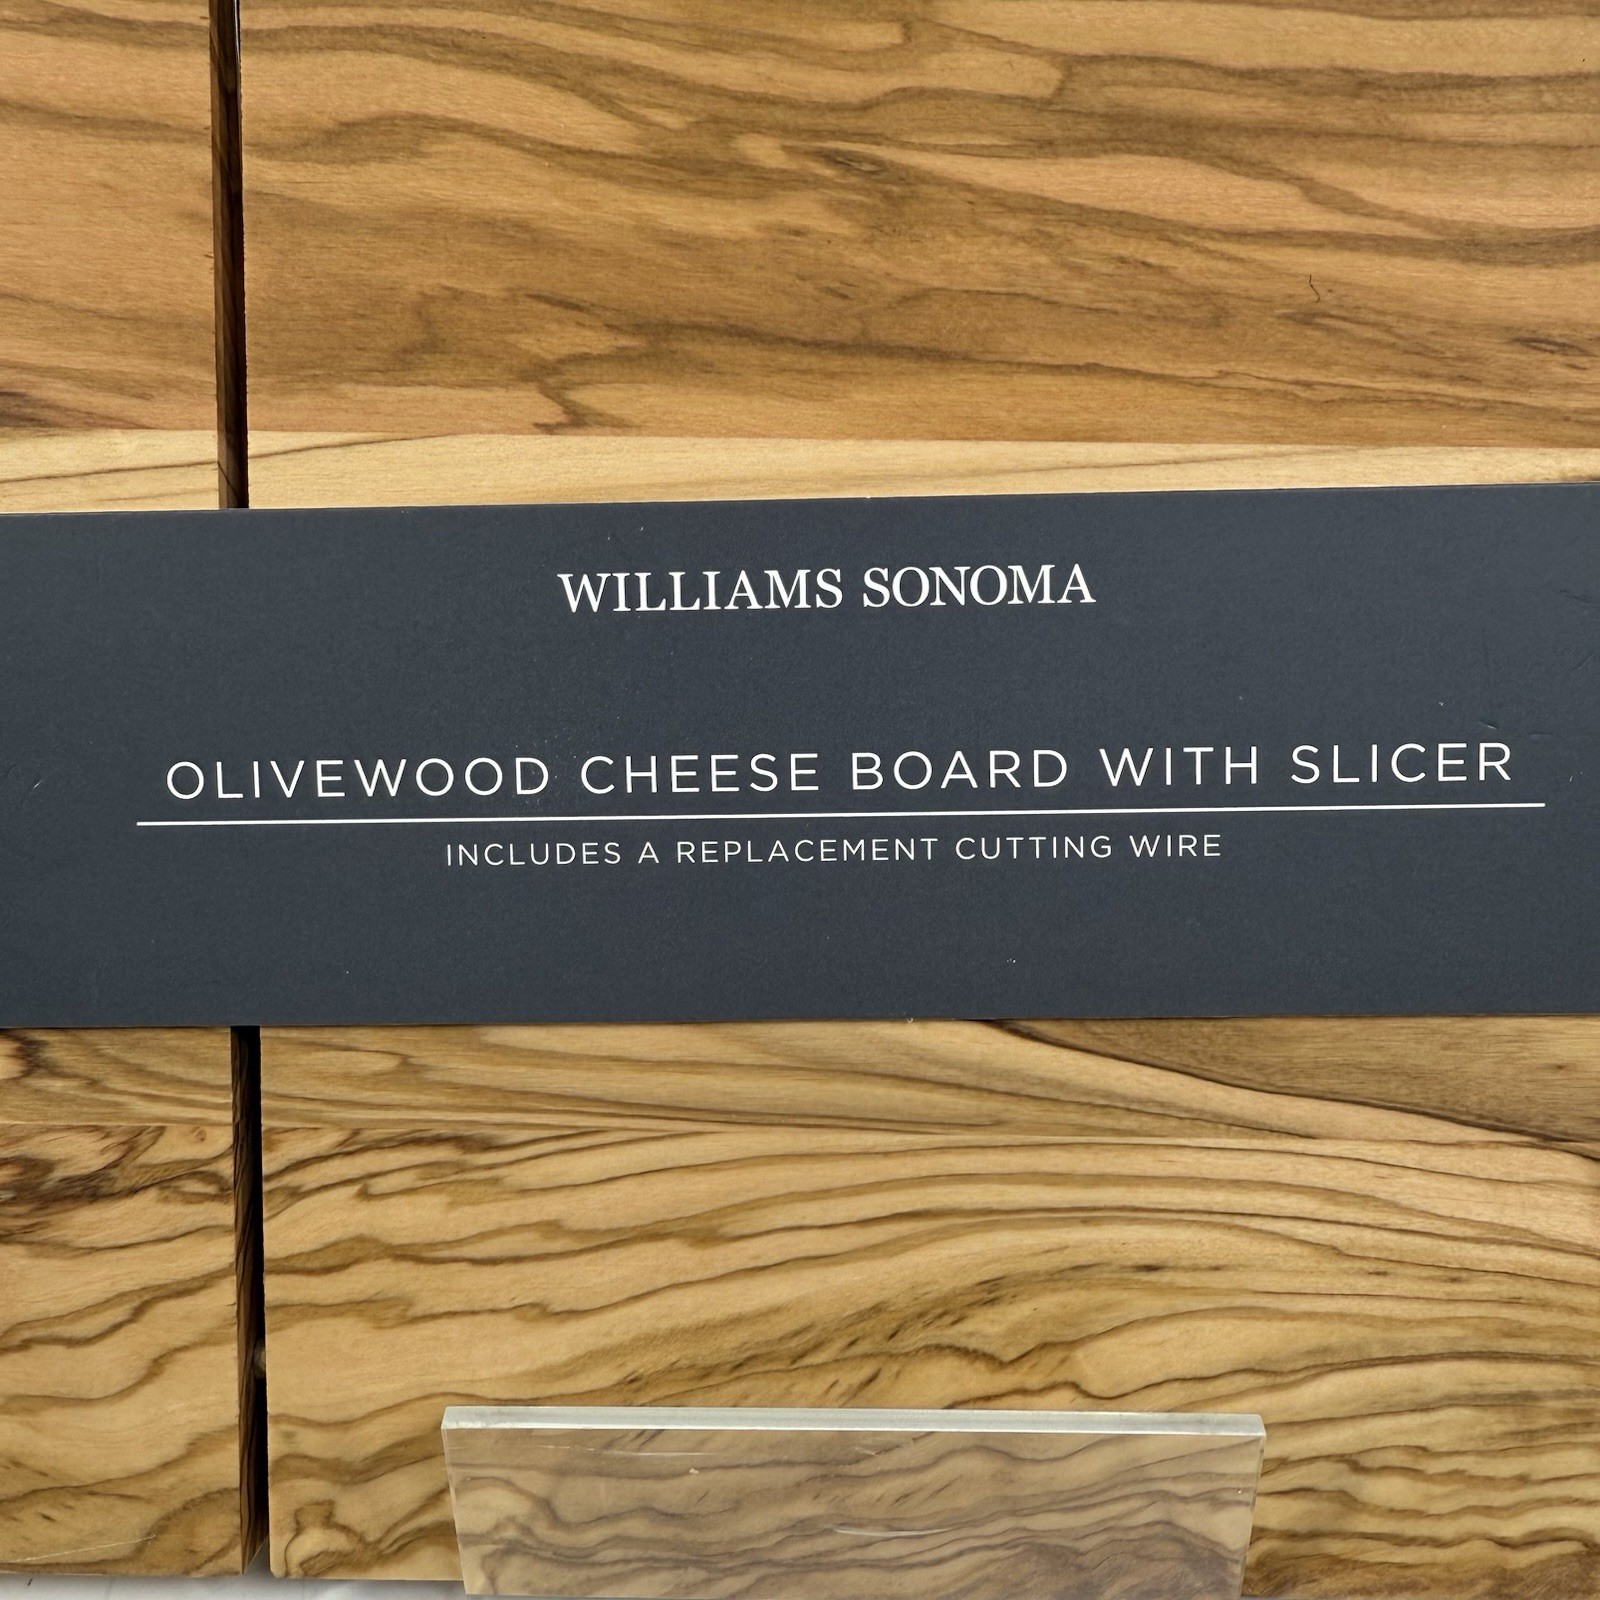 WILLIAMS SONOMA
OLIVEWOOD CHEESE BOARD WITH SLICER
INCLUDES A REPLACEMENT CUTTING WIRE